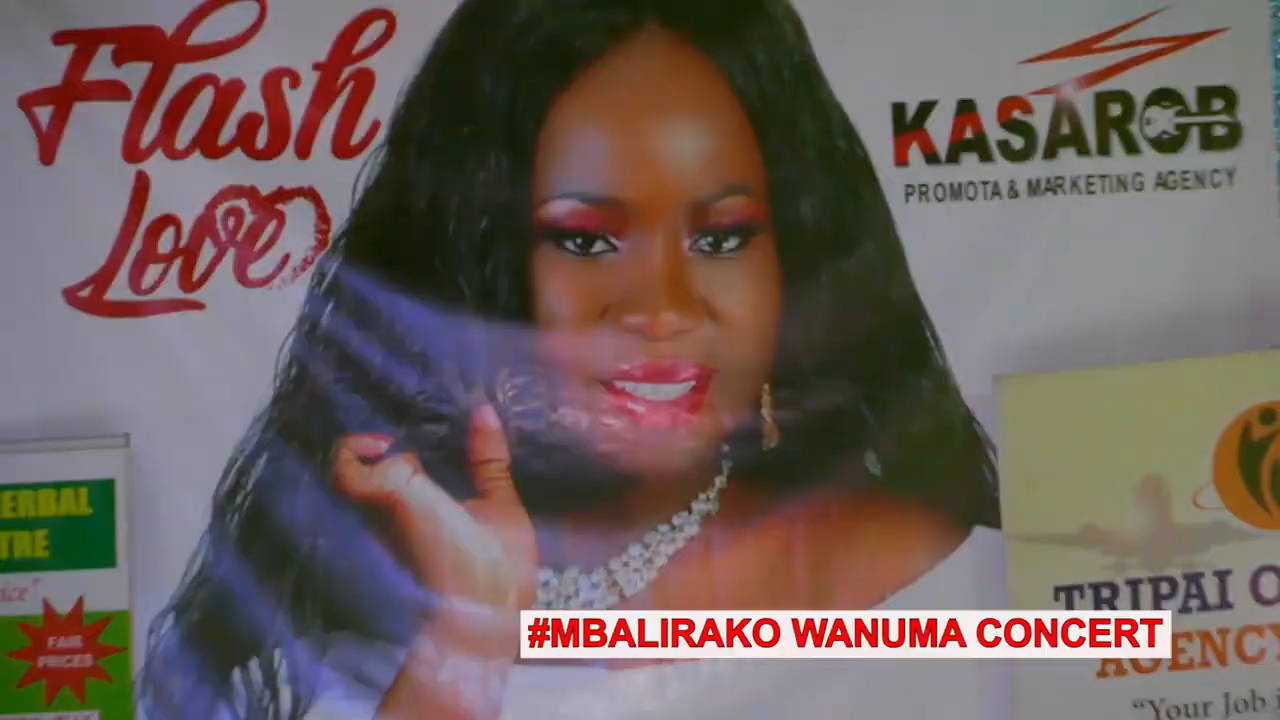 Flash
Love
KASAROB
PROMOTA & MARKETING AGENCY
ERBAL
TRE
FAIR
PRICES
TRIPAI O
AGENCY
"Your Job i
#MBALIRAKO WANUMA CONCERT